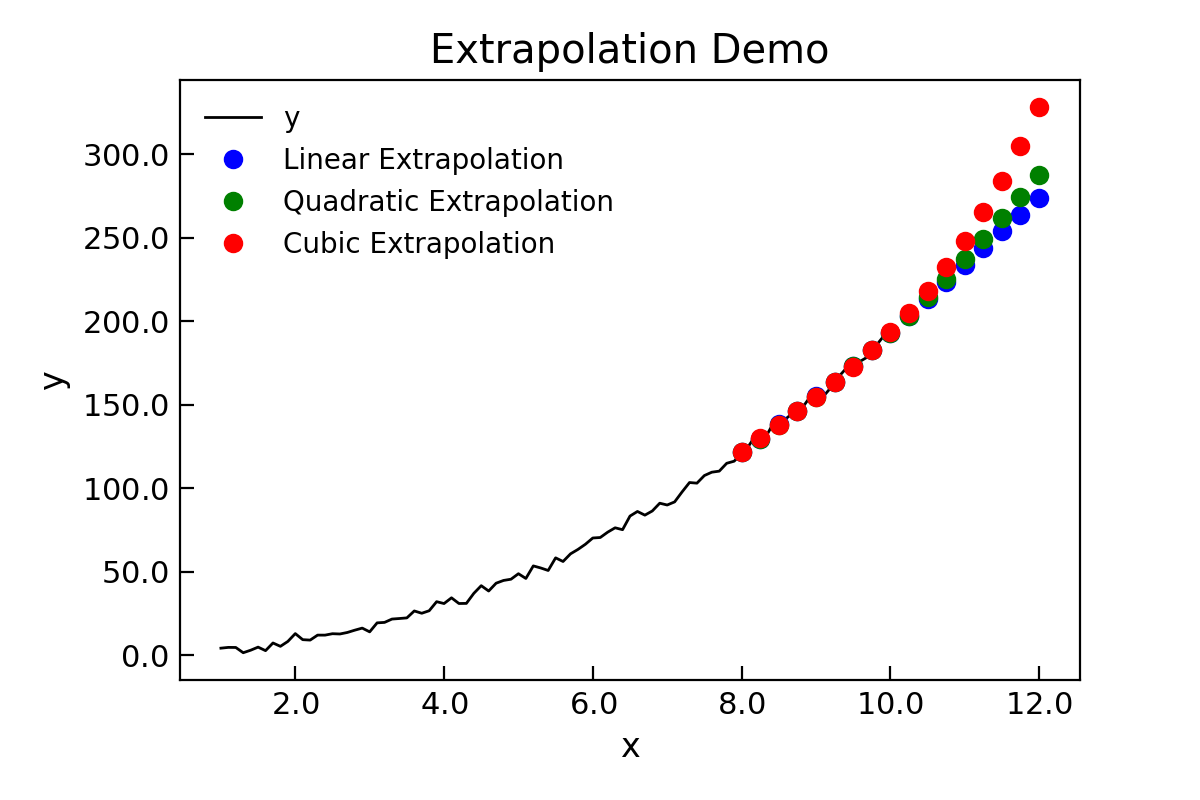 Extrapolation Demo
y
Linear Extrapolation
Quadratic Extrapolation
Cubic Extrapolation
300.0
250.0
200.0
150.0
100.0
50.0
0.0
y
2.0 4.0 6.0 8.0 10.0 12.0
x